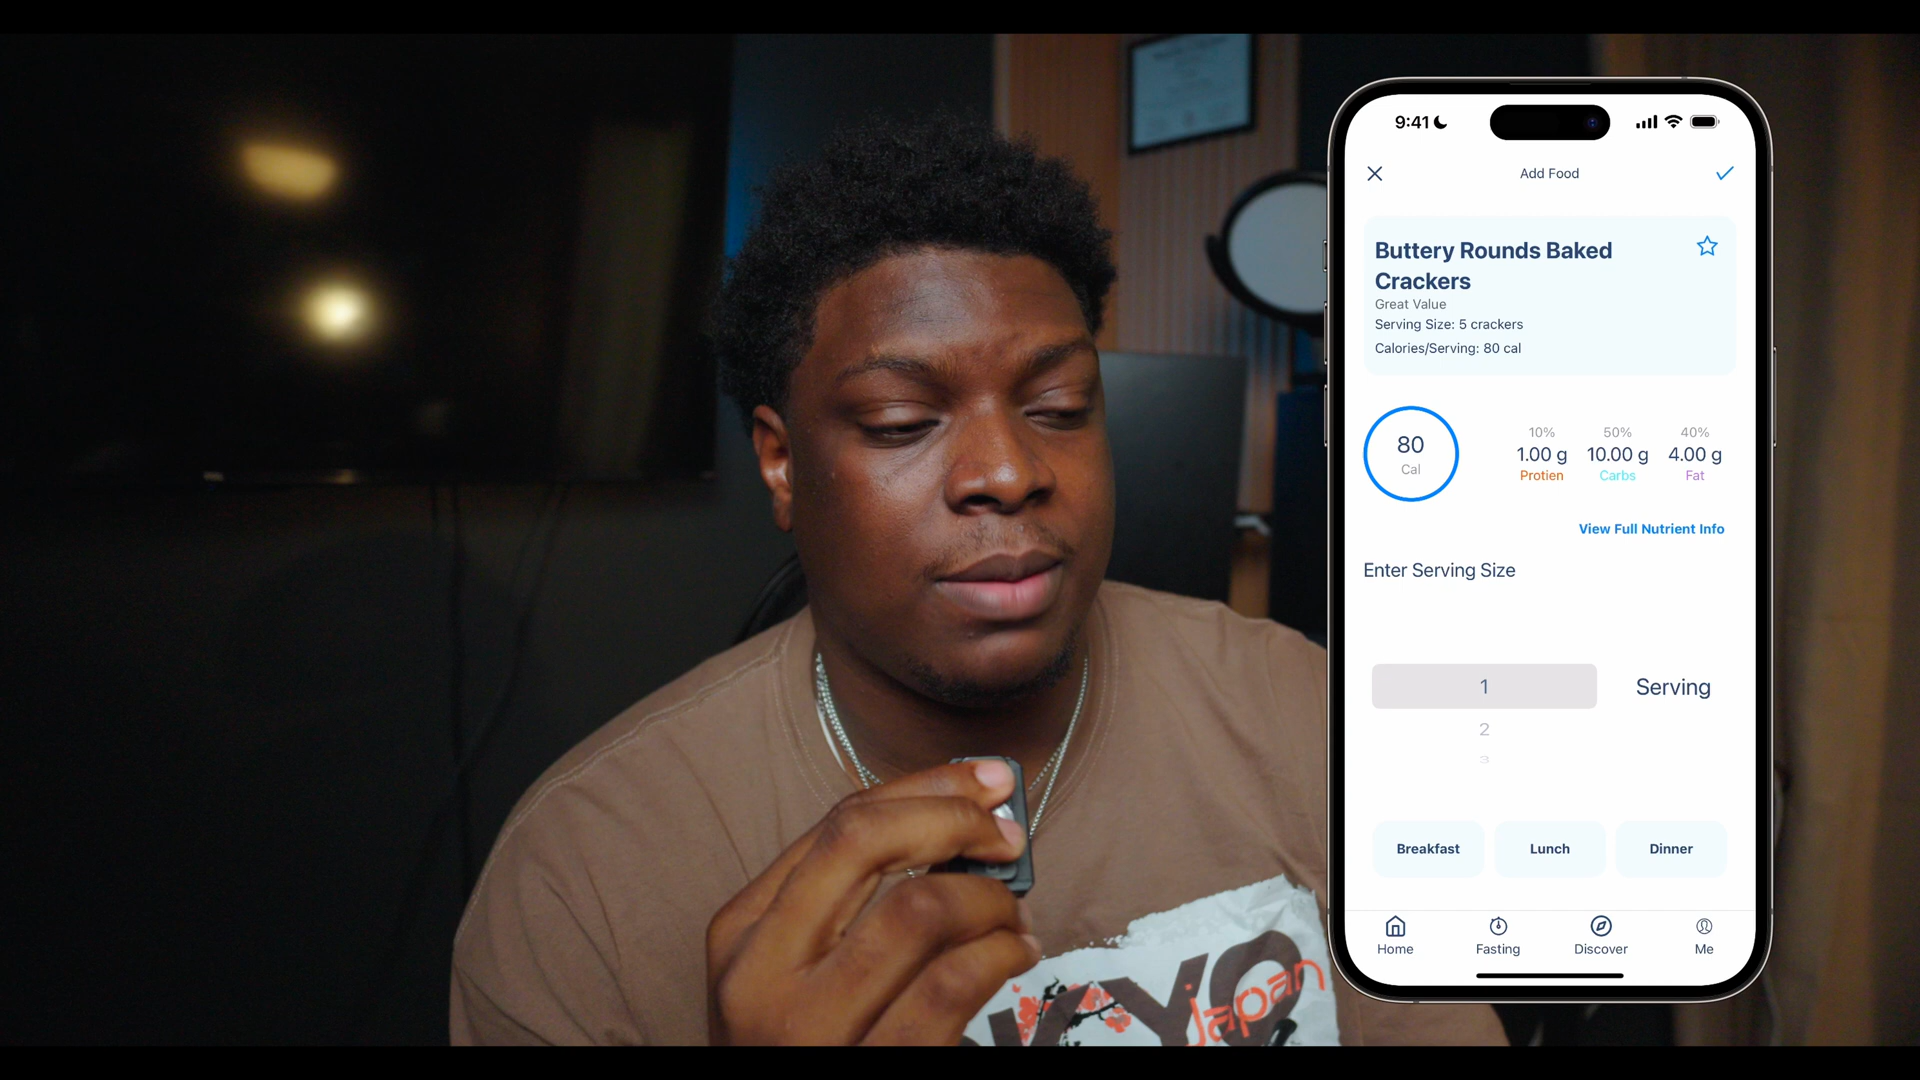 9:41
Add Food
Buttery Rounds Baked
Crackers
Great Value
Serving Size: 5 crackers
Calories/Serving: 80 cal
80
Cal
10% 50% 40%
1.00 g 10.00 g 4.00 g
Protien Carbs Fat
View Full Nutrient Info
Enter Serving Size
1 Serving
2
3
Breakfast Lunch Dinner
Home Fasting Discover Me
KYO
Japan